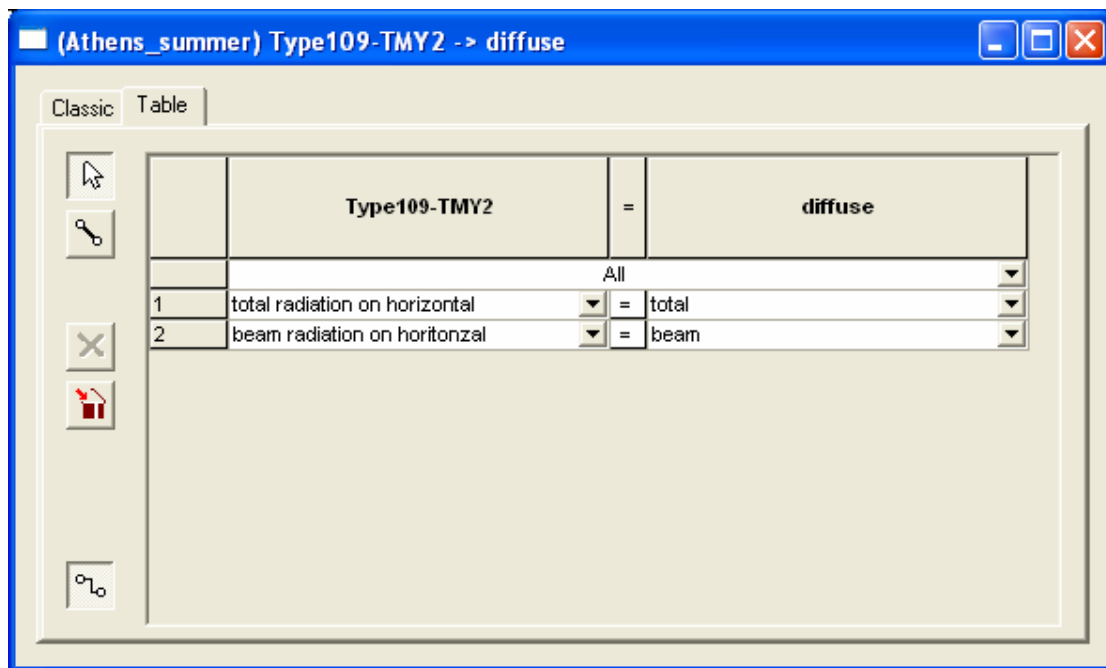 (Athens_summer) Type109-TMY2 -> diffuse
Classic Table
Type109-TMY2 = diffuse
All
1 total radiation on horizontal = total
2 beam radiation on horitonzal = beam